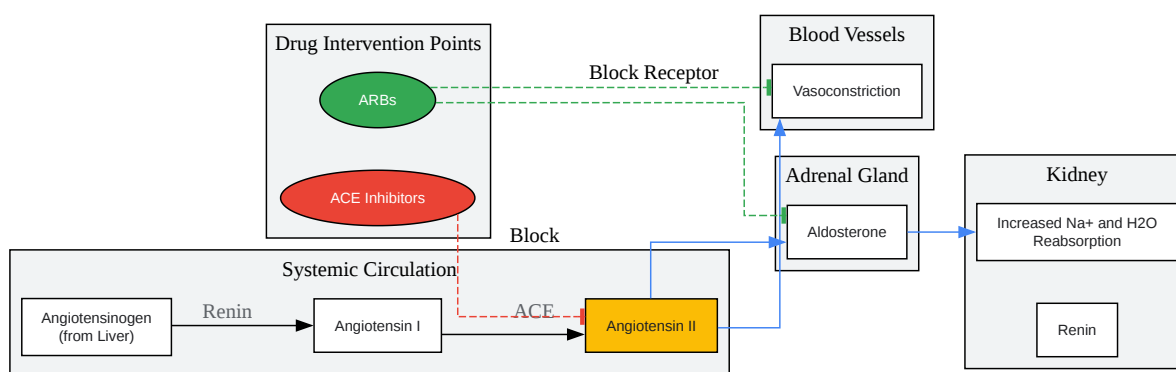 Drug Intervention Points
ARBs
ACE Inhibitors
Block Receptor
Blood Vessels
Vasoconstriction
Adrenal Gland
Aldosterone
Kidney
Increased Na+ and H2O
Reabsorption
Renin
Block
Systemic Circulation
Angiotensinogen
(from Liver)
Renin
Angiotensin I
ACE
Angiotensin II